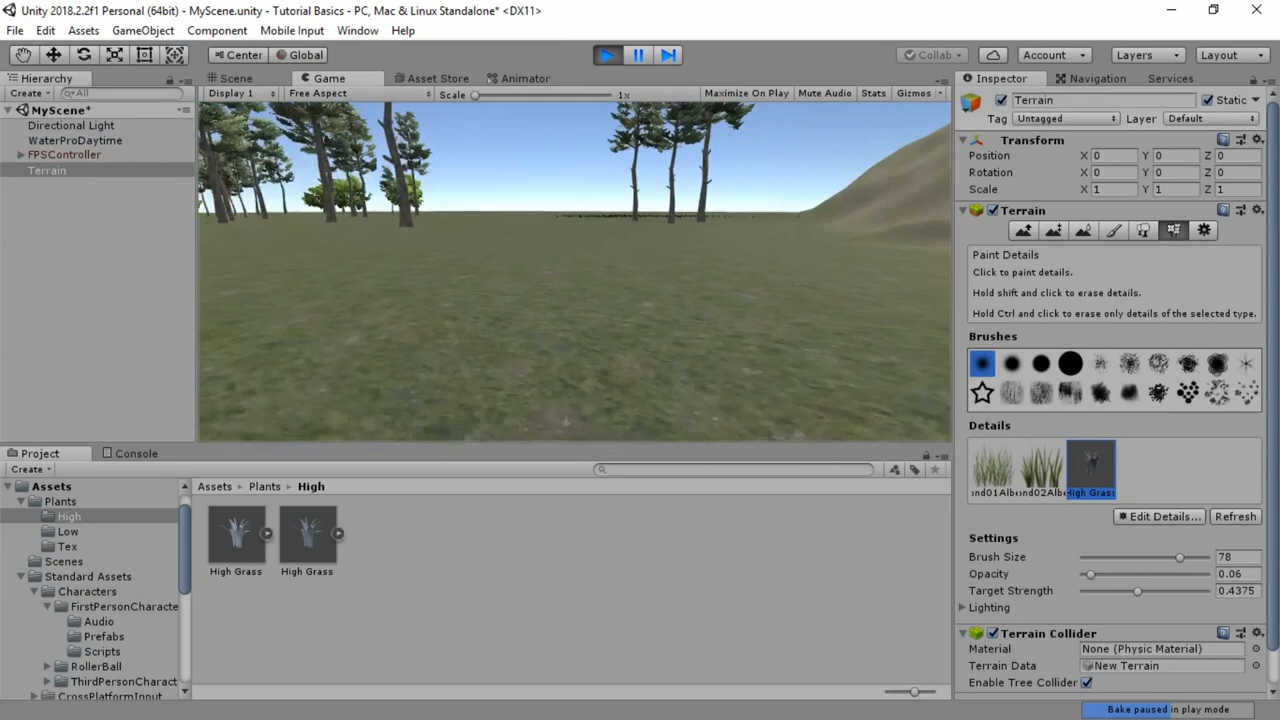 Unity 2018.2.2f1 Personal (64bit) - MyScene.unity - Tutorial Basics - PC, Mac & Linux Standalone* <DX11>
File Edit Assets GameObject Component Mobile Input Window Help
Center Global Collab Account Layers Layout
Hierarchy
Create All
MyScene*
Directional Light
WaterProDaytime
FPSController
Terrain
Scene Game Asset Store Animator
Display 1 Free Aspect Scale 1x Maximize On Play Mute Audio Stats Gizmos
Inspector Navigation Services
Terrain Static
Tag Untagged Layer Default
Transform
Position X 0 Y 0 Z 0
Rotation X 0 Y 0 Z 0
Scale X 1 Y 1 Z 1
Terrain
Paint Details
Click to paint details.
Hold shift and click to erase details.
Hold Ctrl and click to erase only details of the selected type.
Brushes
Details
nd01Albe nd02Albe High Grass
Edit Details... Refresh
Settings
Brush Size 78
Opacity 0.06
Target Strength 0.4375
Lighting
Terrain Collider
Material None (Physic Material)
Terrain Data New Terrain
Enable Tree Collider
Bake paused in play mode
Project Console
Create
Assets
Plants
High
Low
Tex
Scenes
Standard Assets
Characters
FirstPersonCharacte
Audio
Prefabs
Scripts
RollerBall
ThirdPersonCharact
CrossPlatformInput
Assets Plants High
High Grass High Grass